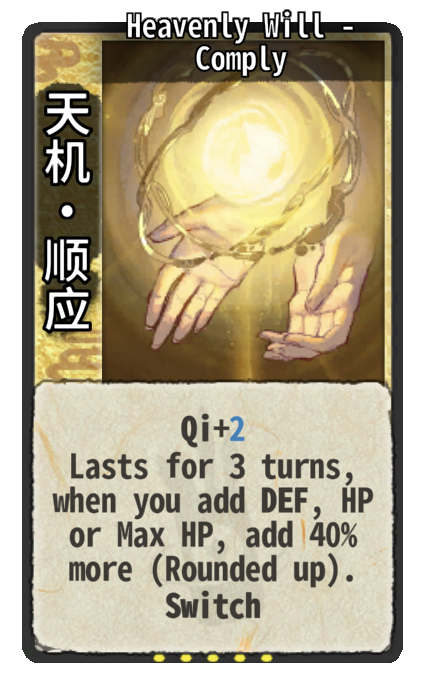 Heavenly Will -
Comply
天机·顺应
Qi+2
Lasts for 3 turns,
when you add DEF, HP
or Max HP, add 40%
more (Rounded up).
Switch